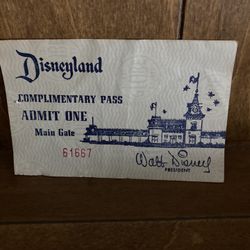 Disneyland
COMPLIMENTARY PASS
ADMIT ONE
Main Gate
61667
Walt Disney
PRESIDENT